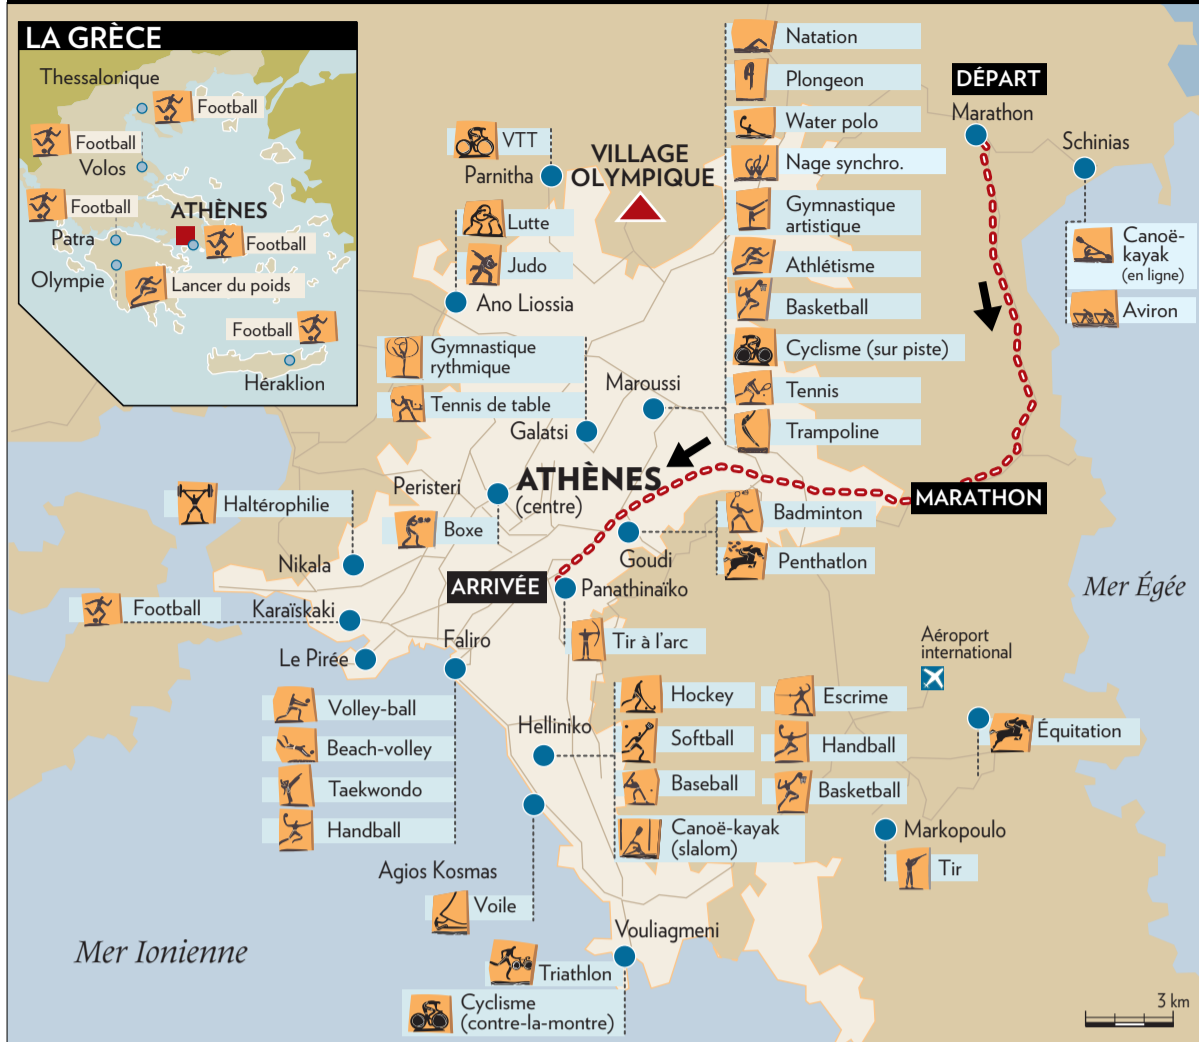 LA GRÈCE
Thessalonique
Football
Football
Volos
Football
ATHÈNES
Patra
Football
Olympie
Lancer du poids
Football
Héraklion
VTT
Parnitha
VILLAGE
OLYMPIQUE
Lutte
Judo
Ano Liossia
Gymnastique
rythmique
Tennis de table
Galatsi
Maroussi
Natation
Plongeon
Water polo
Nage synchro.
Gymnastique
artistique
Athlétisme
Basketball
Cyclisme (sur piste)
Tennis
Trampoline
DÉPART
Marathon
Schinias
Canoë-
kayak
(en ligne)
Aviron
MARATHON
ATHÈNES
(centre)
Peristeri
Boxe
Haltérophilie
Nikala
Badminton
Goudi
Penthatlon
ARRIVÉE
Panathinaïko
Tir à l'arc
Football
Karaïskaki
Le Pirée
Faliro
Volley-ball
Beach-volley
Taekwondo
Handball
Helliniko
Hockey
Softball
Baseball
Canoë-kayak
(slalom)
Escrime
Handball
Basketball
Aéroport
international
Équitation
Markopoulo
Tir
Mer Égée
Agios Kosmas
Voile
Vouliagmeni
Triathlon
Cyclisme
(contre-la-montre)
Mer Ionienne
3 km